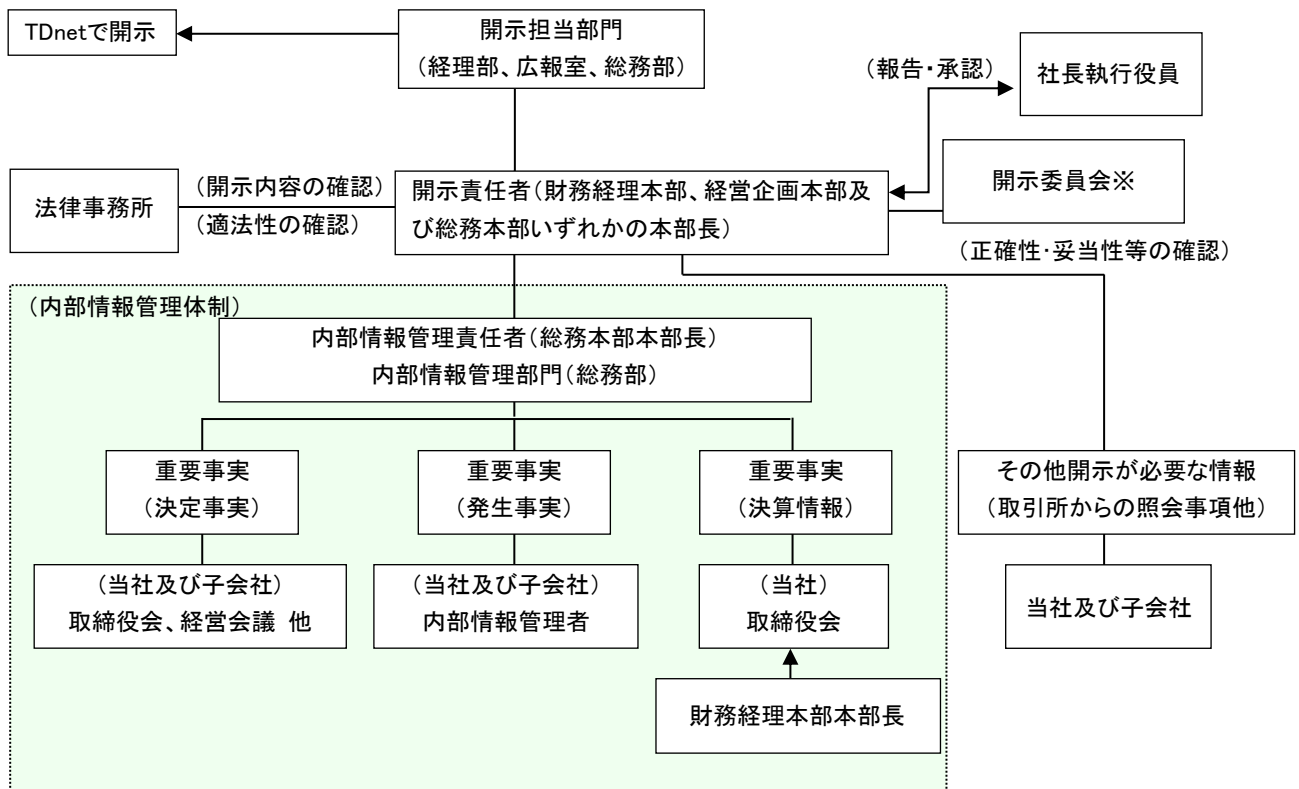 TDnetで開示
開示担当部門
（経理部、広報室、総務部）
（報告・承認）
社長執行役員
法律事務所
（開示内容の確認）
（適法性の確認）
開示責任者（財務経理本部、経営企画本部及
び総務本部いずれかの本部長）
開示委員会※
（正確性・妥当性等の確認）
（内部情報管理体制）
内部情報管理責任者（総務本部本部長）
内部情報管理部門（総務部）
重要事実
（決定事実）
重要事実
（発生事実）
重要事実
（決算情報）
その他開示が必要な情報
（取引所からの照会事項他）
（当社及び子会社）
取締役会、経営会議 他
（当社及び子会社）
内部情報管理者
（当社）
取締役会
当社及び子会社
財務経理本部本部長